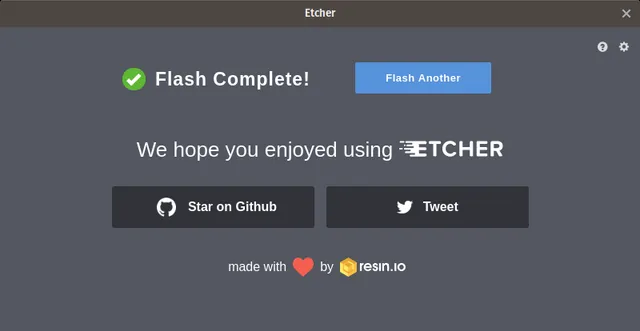 Etcher
Flash Complete!
Flash Another
We hope you enjoyed using ETCHER
Star on Github
Tweet
made with by resin.io